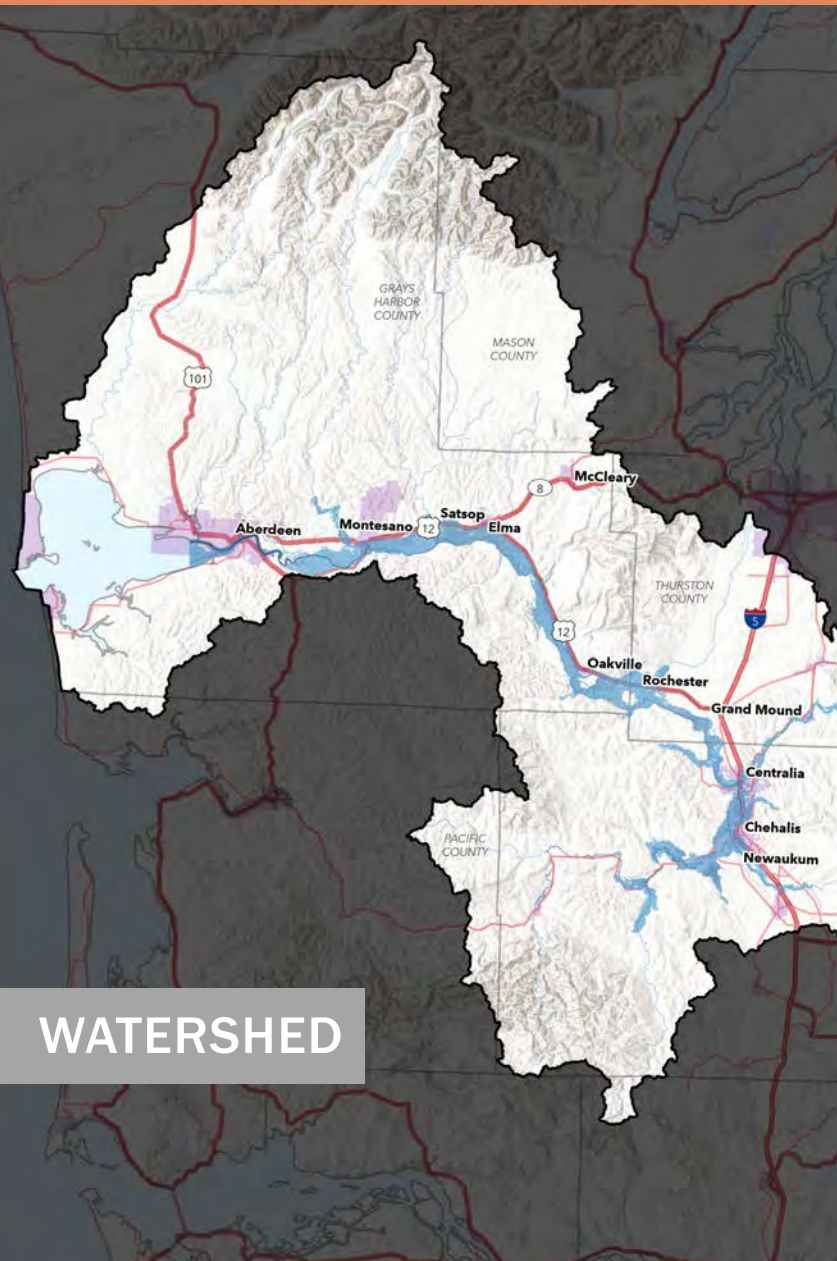 GRAYS
HARBOR
COUNTY
MASON
COUNTY
101
McCleary
8
Satsop
Aberdeen
Montesano
12
Elma
THURSTON
COUNTY
5
12
Oakville
Rochester
Grand Mound
Centralia
Chehalis
PACIFIC
COUNTY
Newaukum
WATERSHED